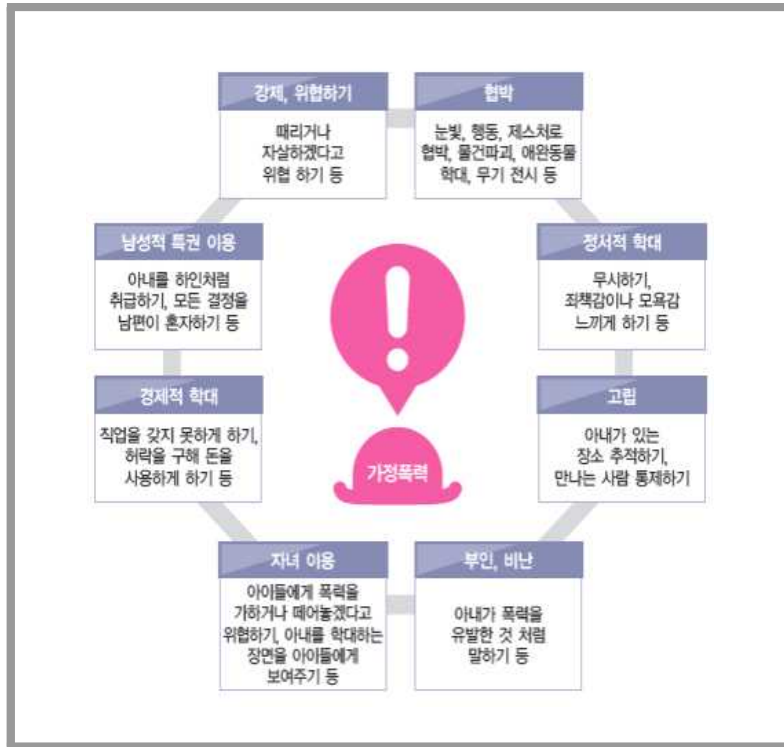 강제, 위협하기
때리거나
자살하겠다고
위협 하기 등
협박
눈빛, 행동, 제스처로
협박, 물건파괴, 애완동물
학대, 무기 전시 등
남성적 특권 이용
아내를 하인처럼
취급하기, 모든 결정을
남편이 혼자하기 등
정서적 학대
무시하기,
죄책감이나 모욕감
느끼게 하기 등
경제적 학대
직업을 갖지 못하게 하기,
허락을 구해 돈을
사용하게 하기 등
고립
아내가 있는
장소 추적하기,
만나는 사람 통제하기
가정폭력
자녀 이용
아이들에게 폭력을
가하거나 떼어놓겠다고
위협하기, 아내를 학대하는
장면을 아이들에게
보여주기 등
부인, 비난
아내가 폭력을
유발한 것 처럼
말하기 등